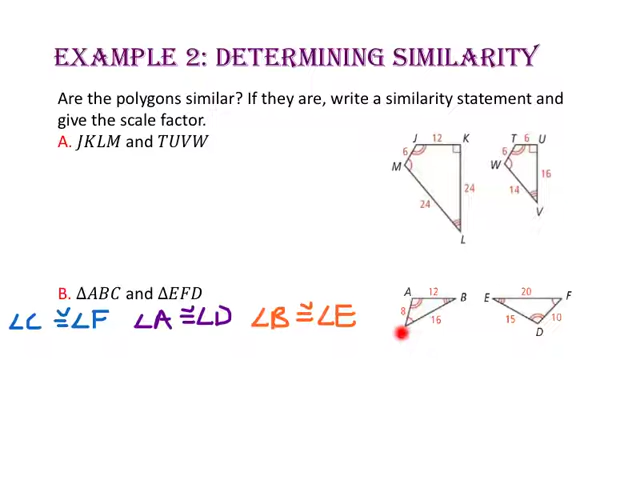 EXAMPLE 2: DETERMINING SIMILARITY
Are the polygons similar? If they are, write a similarity statement and
give the scale factor.
A. JKLM and TUVW
J 12 K
6
M
24
24
L
T 6 U
6
W
16
14
V
B. ΔABC and ΔEFD
∠C ≅ ∠F ∠A ≅ ∠D ∠B ≅ ∠E
A 12 B
8
16
E 20 F
15 10
D